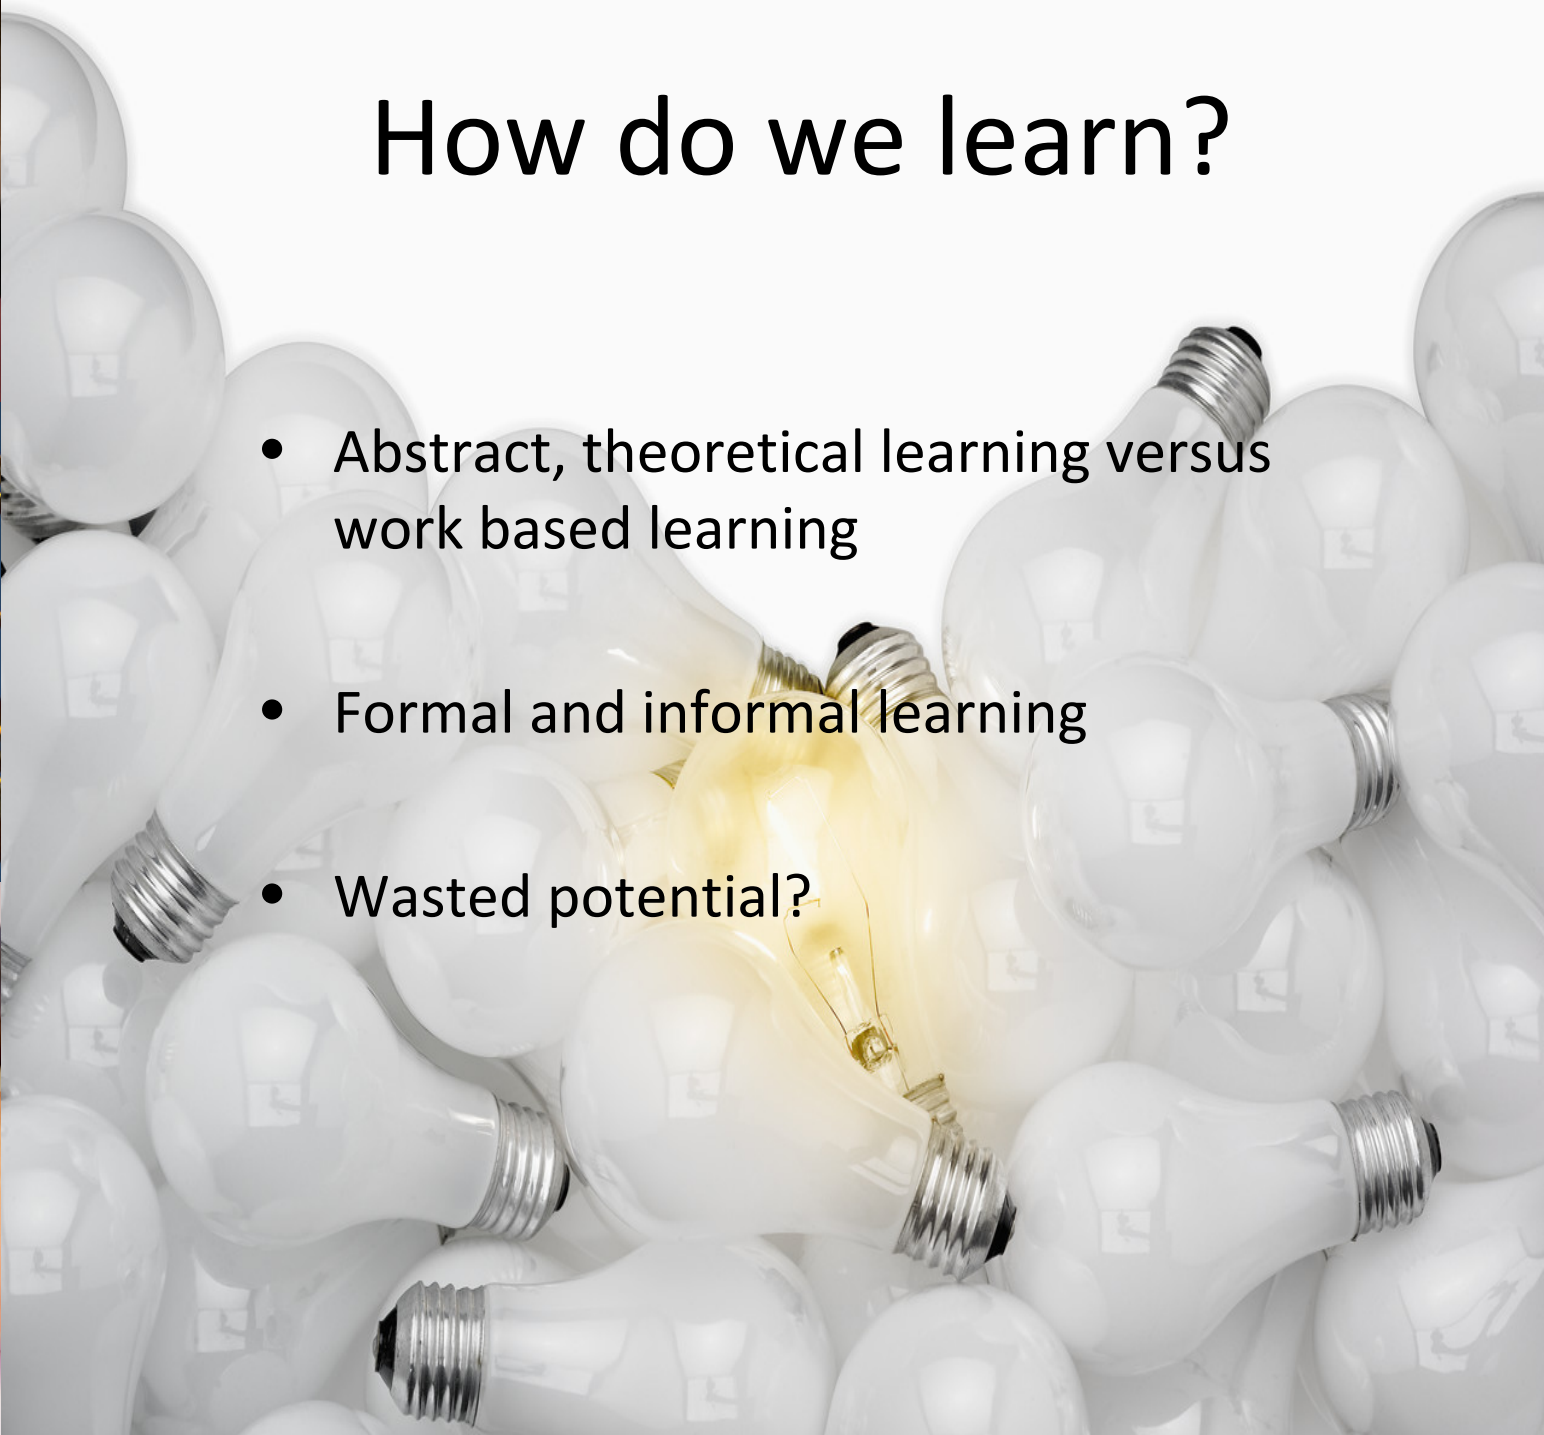 How do we learn?
• Abstract, theoretical learning versus
work based learning
• Formal and informal learning
• Wasted potential?